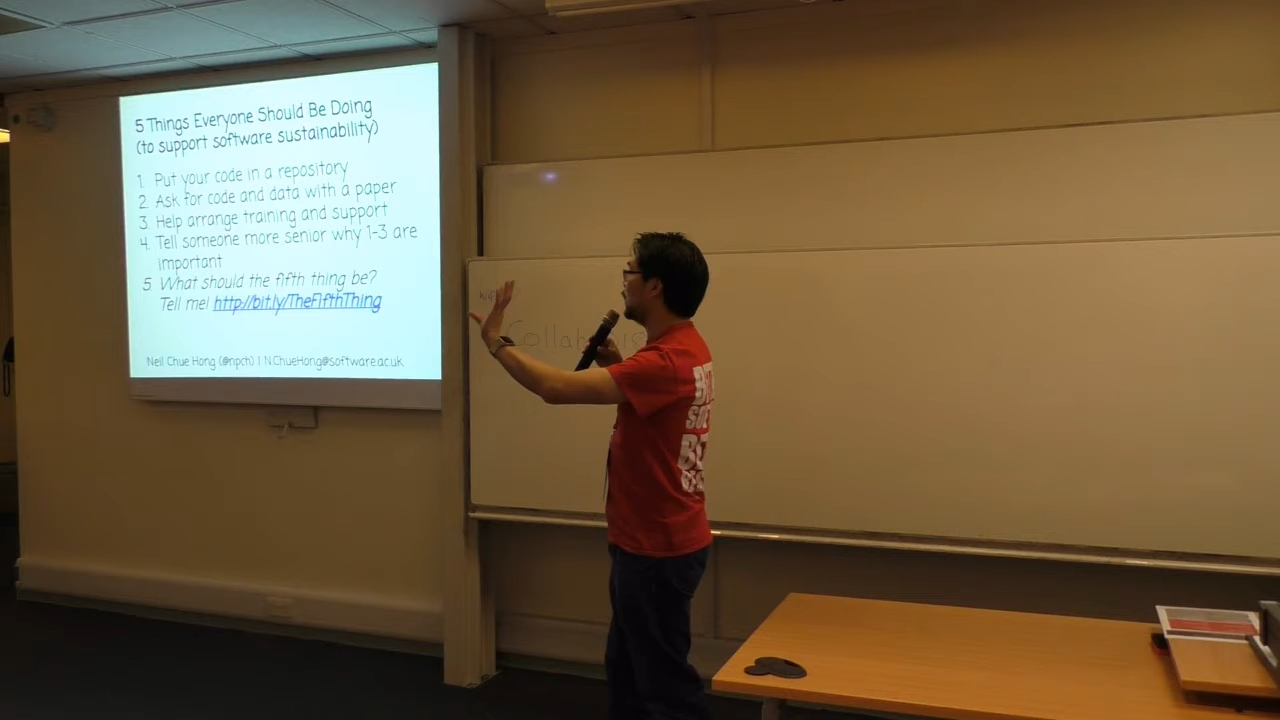 5 Things Everyone Should Be Doing
(to support software sustainability)
1. Put your code in a repository
2. Ask for code and data with a paper
3. Help arrange training and support
4. Tell someone more senior why 1-3 are
important
5. What should the fifth thing be?
Tell me! http://bit.ly/TheFifthThing
Neil Chue Hong (@npch) | N.ChueHong@software.ac.uk